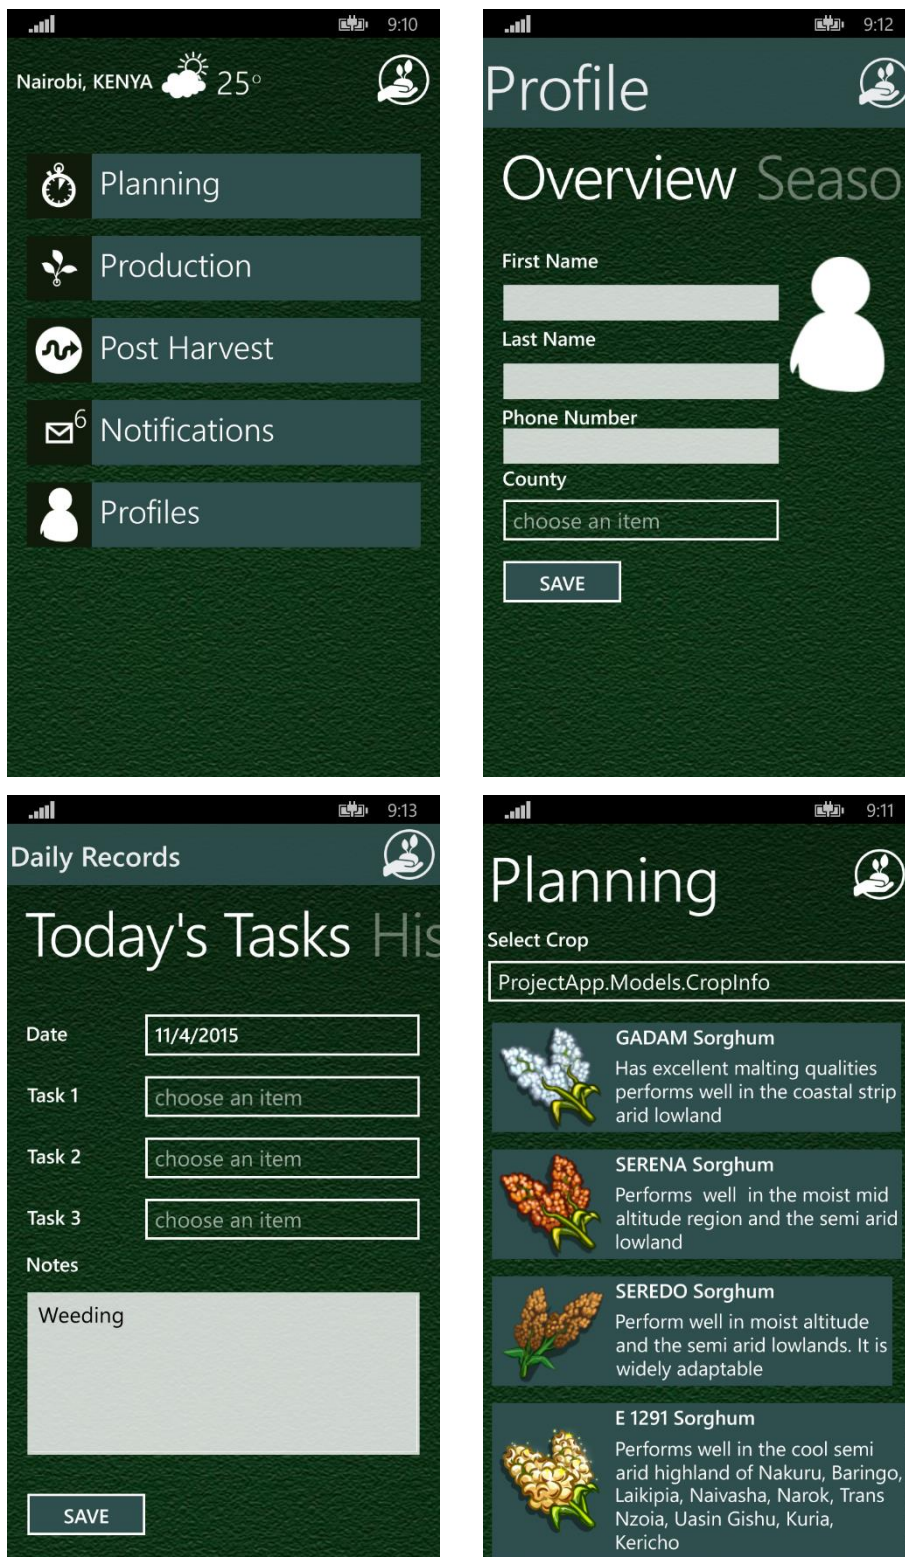 9:10
Nairobi, KENYA 25°
Planning
Production
Post Harvest
6 Notifications
Profiles
9:12
Profile
Overview Seaso
First Name
Last Name
Phone Number
County
choose an item
SAVE
9:13
Daily Records
Today's Tasks His
Date 11/4/2015
Task 1 choose an item
Task 2 choose an item
Task 3 choose an item
Notes
Weeding
SAVE
9:11
Planning
Select Crop
ProjectApp.Models.CropInfo
GADAM Sorghum
Has excellent malting qualities
performs well in the coastal strip
arid lowland
SERENA Sorghum
Performs well in the moist mid
altitude region and the semi arid
lowland
SEREDO Sorghum
Perform well in moist altitude
and the semi arid lowlands. It is
widely adaptable
E 1291 Sorghum
Performs well in the cool semi
arid highland of Nakuru, Baringo,
Laikipia, Naivasha, Narok, Trans
Nzoia, Uasin Gishu, Kuria,
Kericho